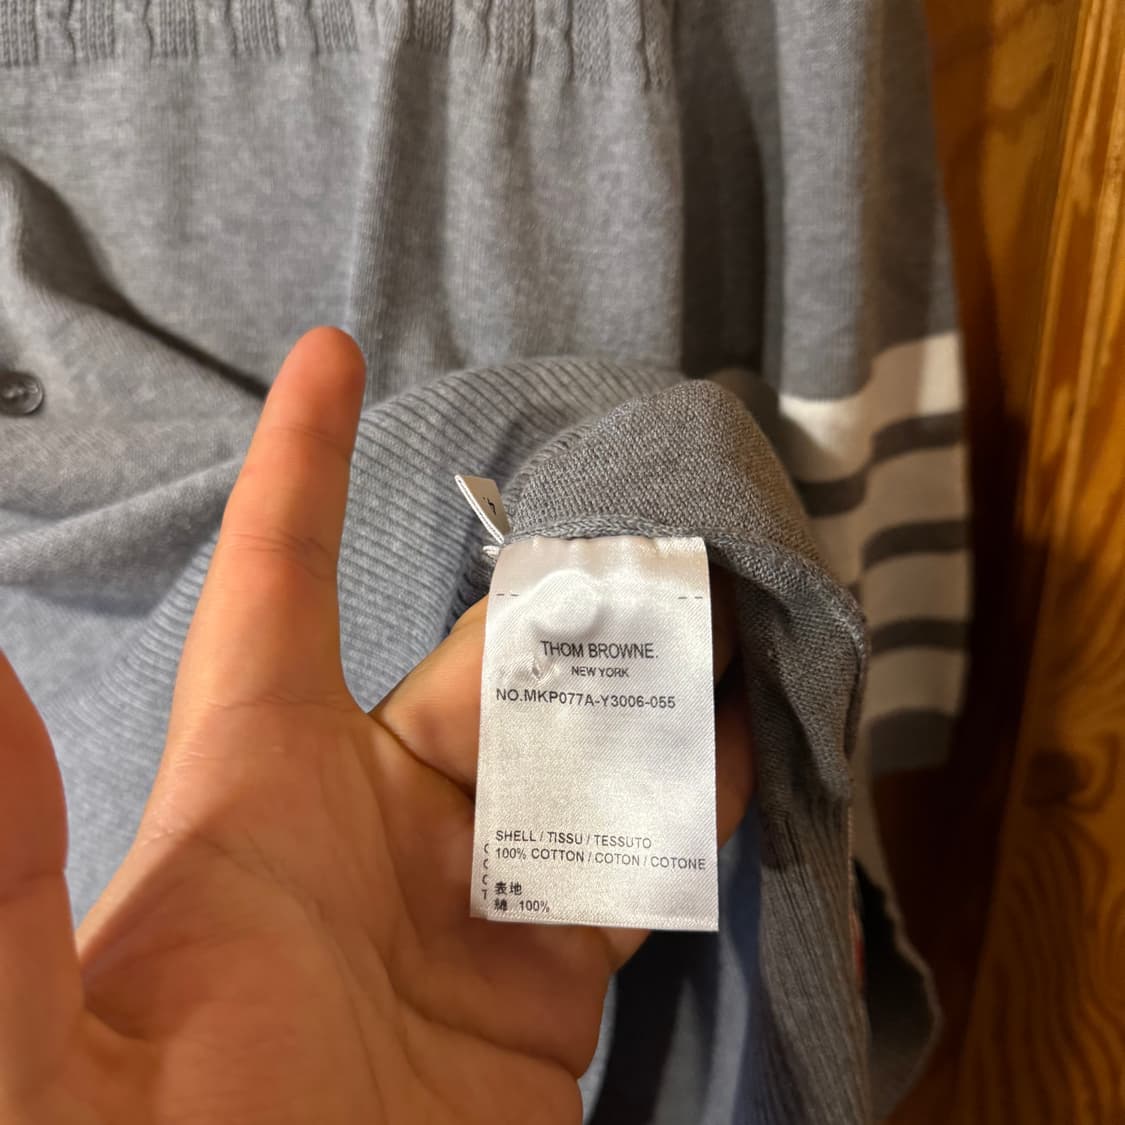 4
THOM BROWNE.
NEW YORK
NO.MKP077A-Y3006-055
SHELL / TISSU / TESSUTO
100% COTTON / COTON / COTONE
表地
綿 100%